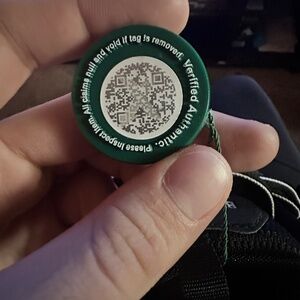 Verified Authentic. (Please Inspect Item. All claims null and void if tag is removed.